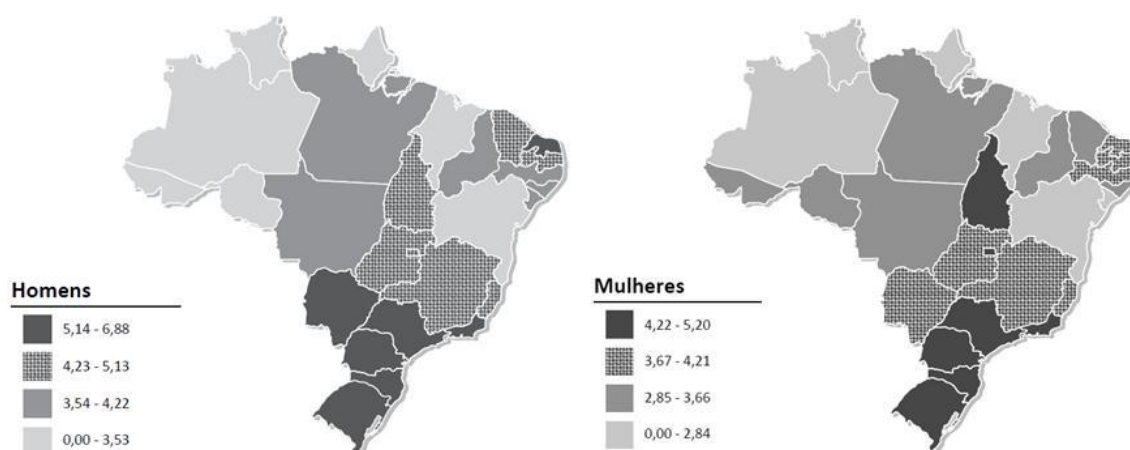 Homens
5,14 - 6,88
4,23 - 5,13
3,54 - 4,22
0,00 - 3,53
Mulheres
4,22 - 5,20
3,67 - 4,21
2,85 - 3,66
0,00 - 2,84